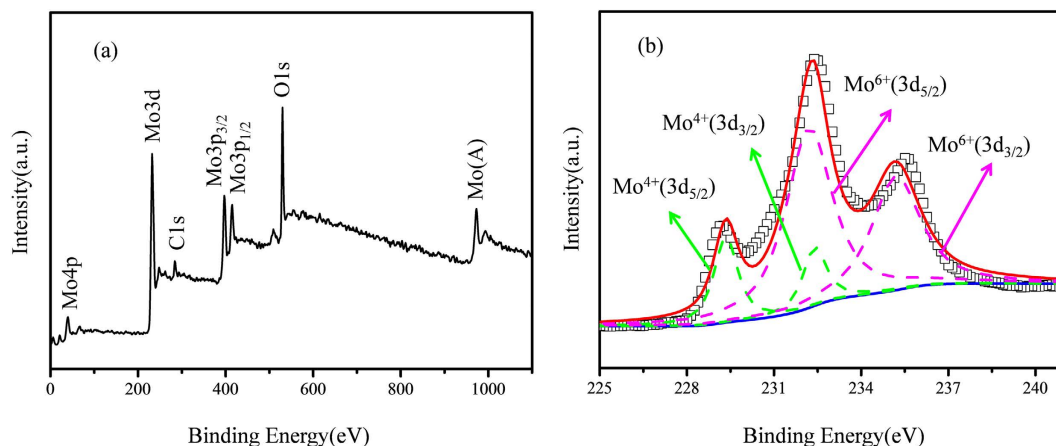 (a)
Intensity(a.u.)
Mo4p
Mo3d
C1s
Mo3p3/2
Mo3p1/2
O1s
Mo(A)
0 200 400 600 800 1000
Binding Energy(eV)
(b)
Intensity(a.u.)
Mo4+(3d5/2)
Mo4+(3d3/2)
Mo6+(3d5/2)
Mo6+(3d3/2)
225 228 231 234 237 240
Binding Energy(eV)